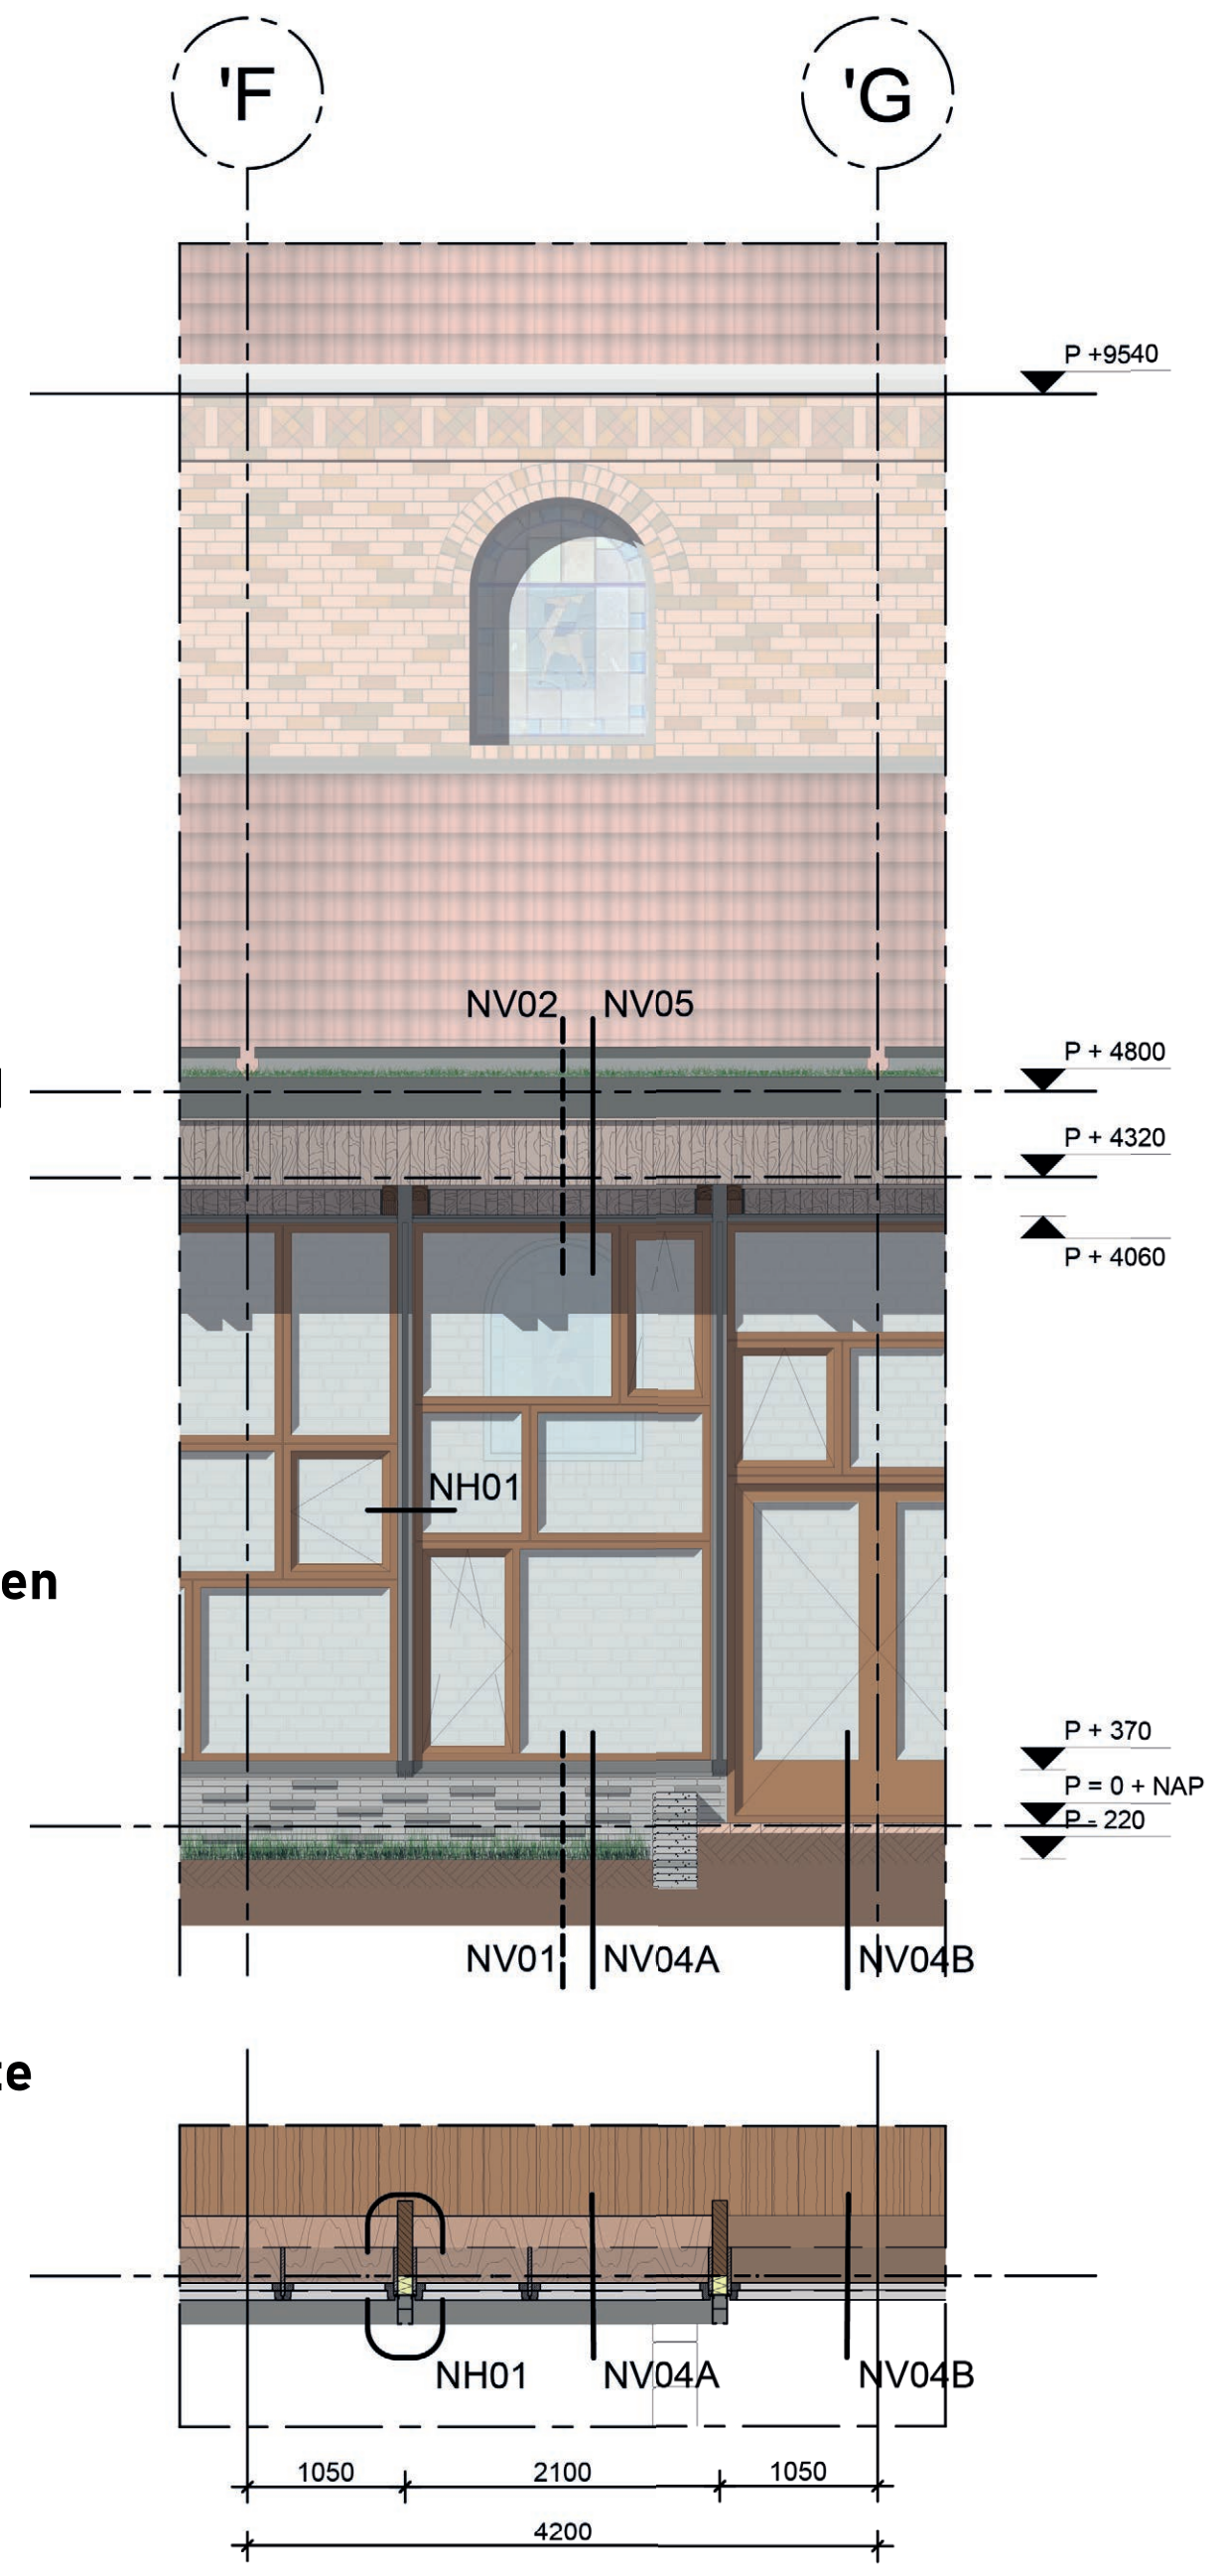 'F 'G
P +9540
NV02 NV05
P + 4800
P + 4320
P + 4060
NH01
en
P + 370
P = 0 + NAP
P - 220
NV01 NV04A NV04B
te
NH01 NV04A NV04B
1050 2100 1050
4200